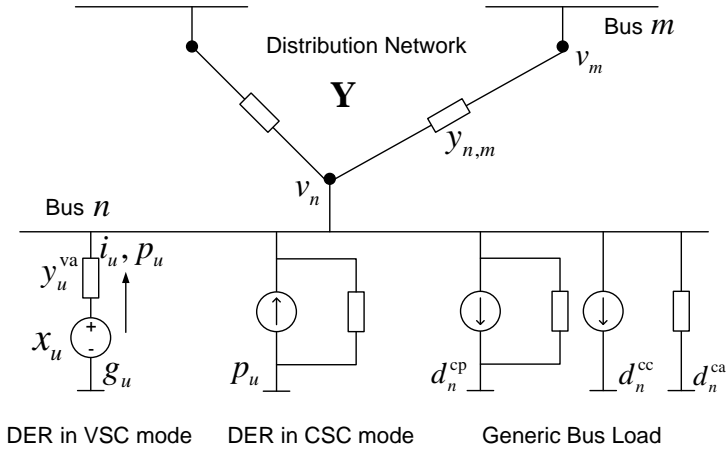 Distribution Network
Y
Bus m
v_m
y_{n,m}
v_n
Bus n
i_u, p_u
y_u^{va}
+
-
x_u
g_u
p_u
d_n^{cp}
d_n^{cc}
d_n^{ca}
DER in VSC mode
DER in CSC mode
Generic Bus Load